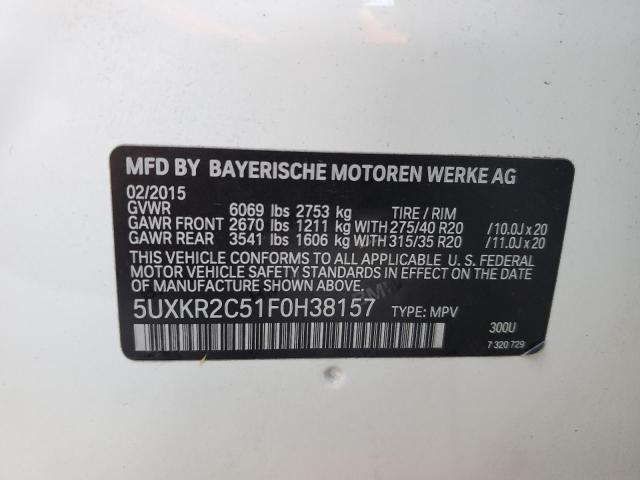 MFD BY BAYERISCHE MOTOREN WERKE AG
02/2015
GVWR 6069 lbs 2753 kg TIRE / RIM
GAWR FRONT 2670 lbs 1211 kg WITH 275/40 R20 /10.0J x 20
GAWR REAR 3541 lbs 1606 kg WITH 315/35 R20 /11.0J x 20
THIS VEHICLE CONFORMS TO ALL APPLICABLE U. S. FEDERAL
MOTOR VEHICLE SAFETY STANDARDS IN EFFECT ON THE DATE
OF MANUFACTURE SHOWN ABOVE.
5UXKR2C51F0H38157 TYPE: MPV
300U
7 320 729